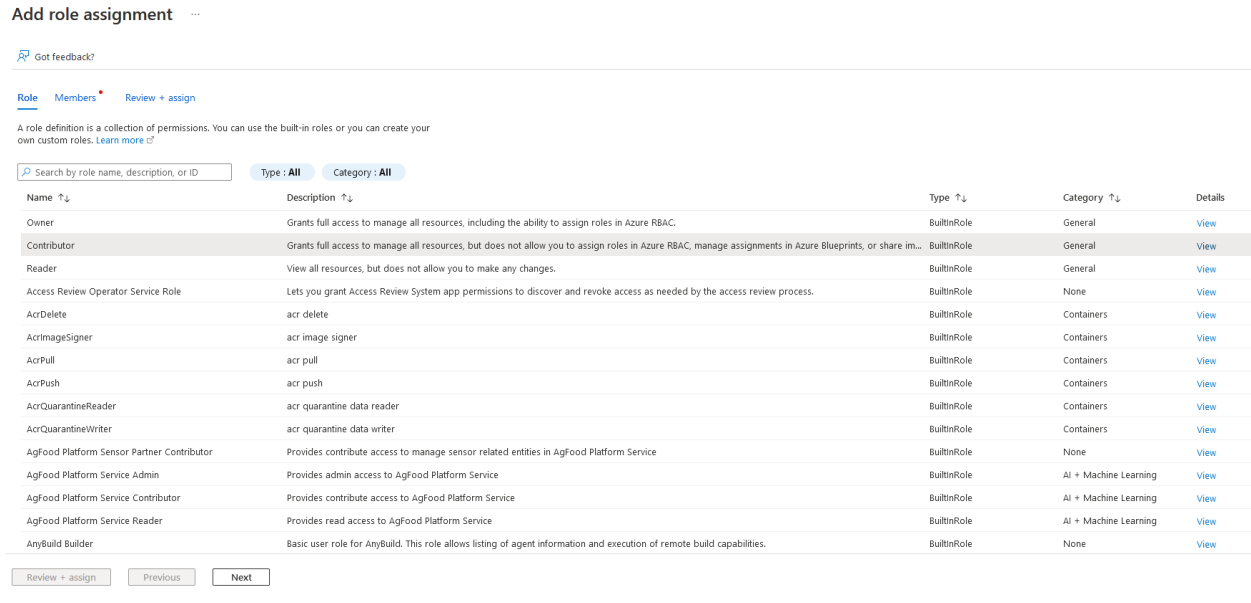 Add role assignment ...
Got feedback?
Role Members Review + assign
A role definition is a collection of permissions. You can use the built-in roles or you can create your
own custom roles. Learn more
Search by role name, description, or ID Type : All Category : All
Name ↑↓ Description ↑↓ Type ↑↓ Category ↑↓ Details
Owner Grants full access to manage all resources, including the ability to assign roles in Azure RBAC. BuiltInRole General View
Contributor Grants full access to manage all resources, but does not allow you to assign roles in Azure RBAC, manage assignments in Azure Blueprints, or share im... BuiltInRole General View
Reader View all resources, but does not allow you to make any changes. BuiltInRole General View
Access Review Operator Service Role Lets you grant Access Review System app permissions to discover and revoke access as needed by the access review process. BuiltInRole None View
AcrDelete acr delete BuiltInRole Containers View
AcrImageSigner acr image signer BuiltInRole Containers View
AcrPull acr pull BuiltInRole Containers View
AcrPush acr push BuiltInRole Containers View
AcrQuarantineReader acr quarantine data reader BuiltInRole Containers View
AcrQuarantineWriter acr quarantine data writer BuiltInRole Containers View
AgFood Platform Sensor Partner Contributor Provides contribute access to manage sensor related entities in AgFood Platform Service BuiltInRole None View
AgFood Platform Service Admin Provides admin access to AgFood Platform Service BuiltInRole AI + Machine Learning View
AgFood Platform Service Contributor Provides contribute access to AgFood Platform Service BuiltInRole AI + Machine Learning View
AgFood Platform Service Reader Provides read access to AgFood Platform Service BuiltInRole AI + Machine Learning View
AnyBuild Builder Basic user role for AnyBuild. This role allows listing of agent information and execution of remote build capabilities. BuiltInRole None View
Review + assign Previous Next